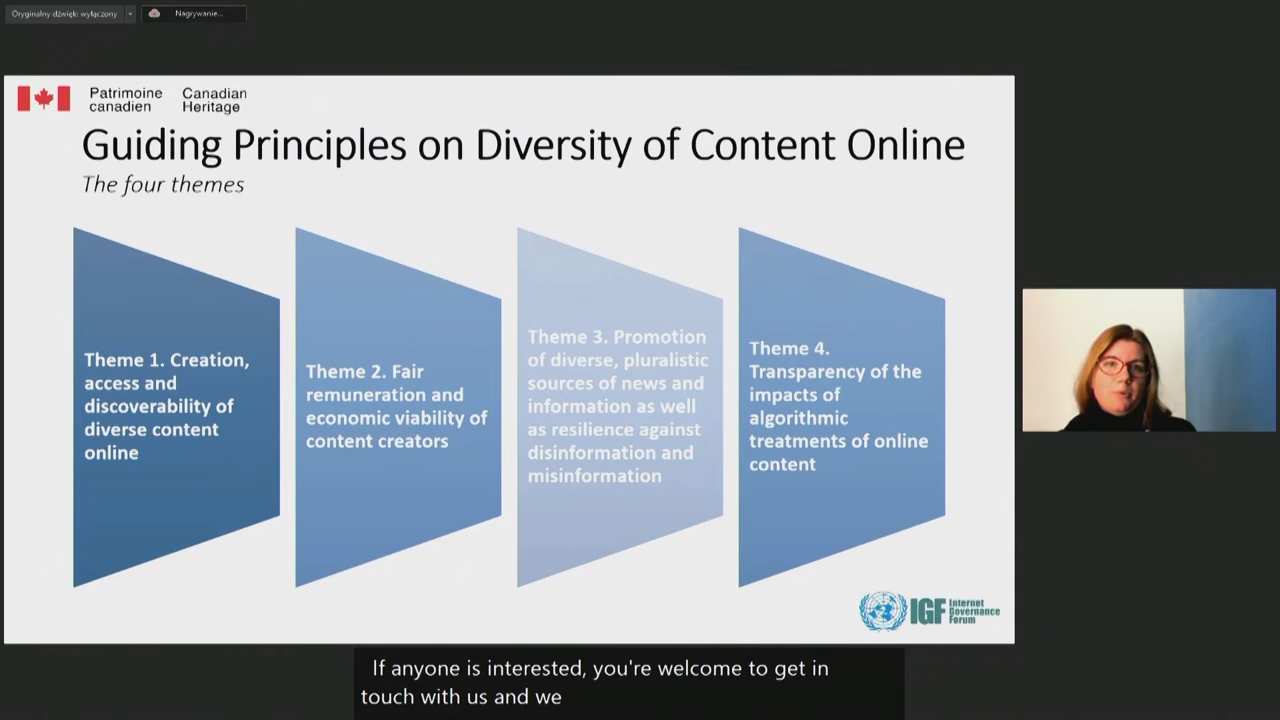 Oryginalny dźwięk: wyłączony
Nagrywanie...
Patrimoine canadien
Canadian Heritage
Guiding Principles on Diversity of Content Online
The four themes
Theme 1. Creation,
access and
discoverability of
diverse content
online
Theme 2. Fair
remuneration and
economic viability of
content creators
Theme 3. Promotion
of diverse, pluralistic
sources of news and
information as well
as resilience against
disinformation and
misinformation
Theme 4.
Transparency of the
impacts of
algorithmic
treatments of online
content
IGF Internet
Governance
Forum
If anyone is interested, you're welcome to get in
touch with us and we